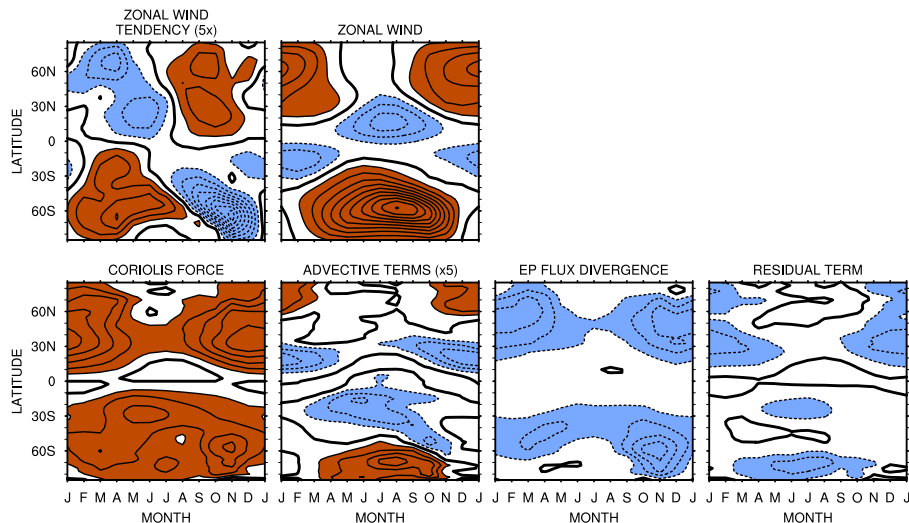 ZONAL WIND
TENDENCY (5x)
ZONAL WIND
LATITUDE
60N
30N
0
30S
60S
CORIOLIS FORCE
ADVECTIVE TERMS (x5)
EP FLUX DIVERGENCE
RESIDUAL TERM
LATITUDE
60N
30N
0
30S
60S
J F M A M J J A S O N D J
J F M A M J J A S O N D J
J F M A M J J A S O N D J
J F M A M J J A S O N D J
MONTH
MONTH
MONTH
MONTH